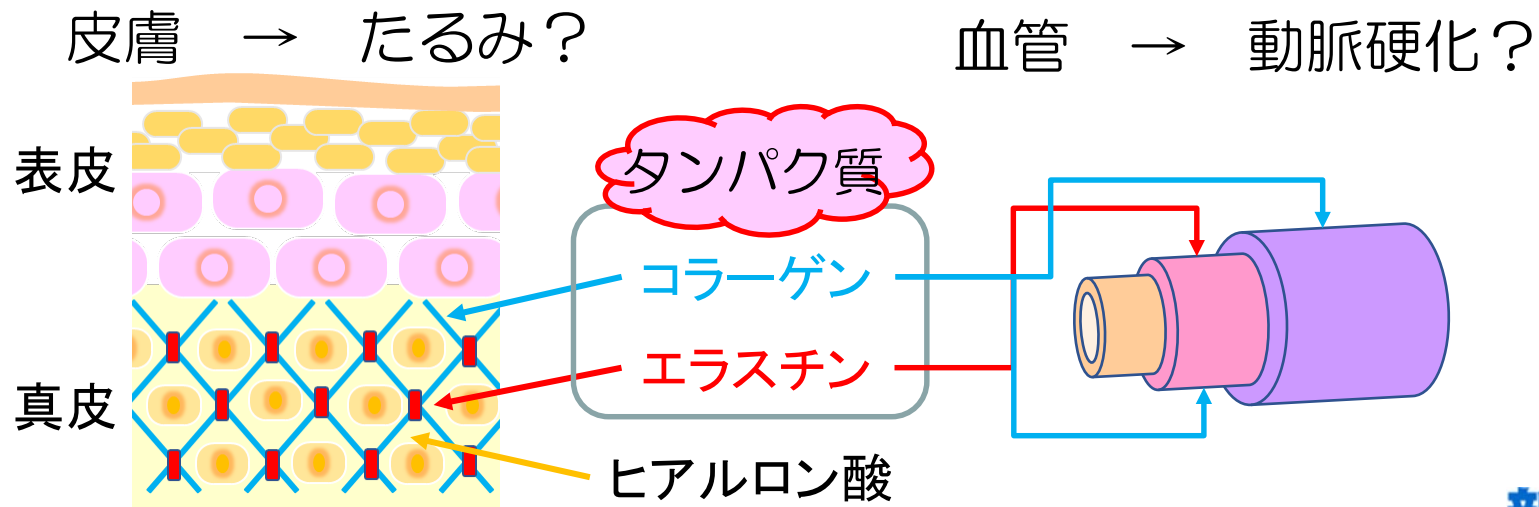 皮膚 → たるみ？
血管 → 動脈硬化？
表皮
タンパク質
コラーゲン
エラスチン
真皮
ヒアルロン酸